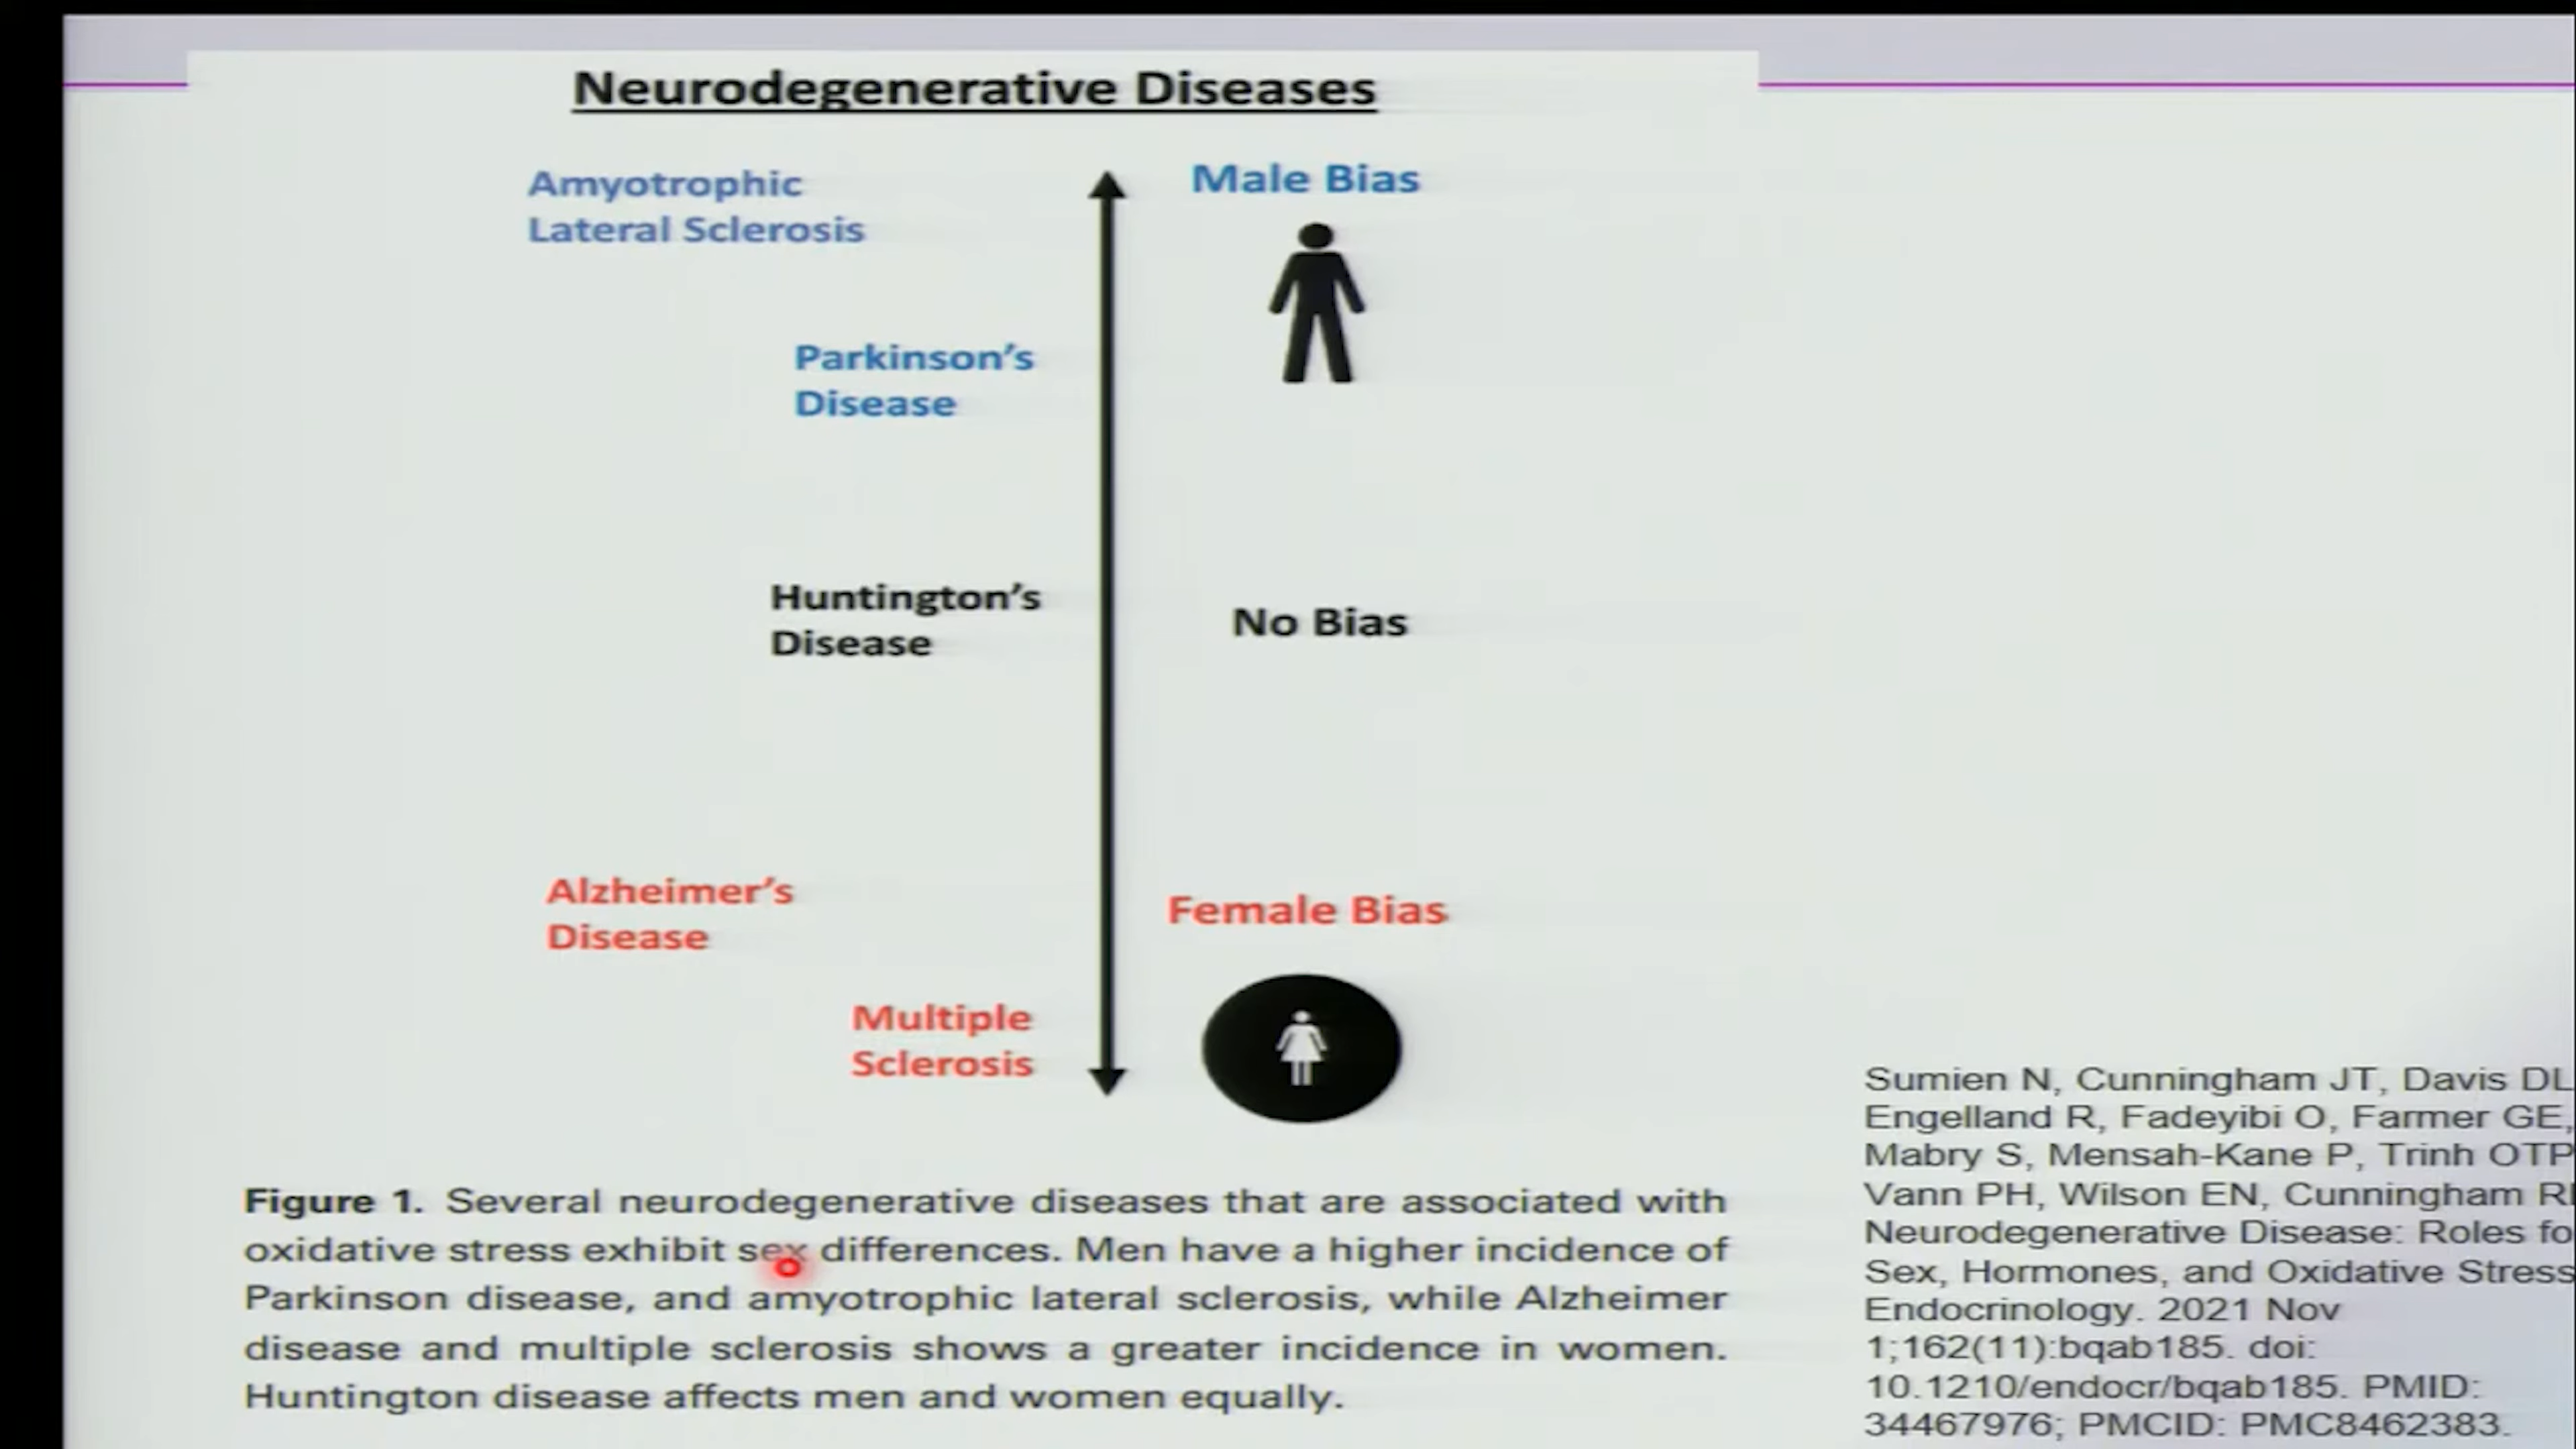 Neurodegenerative Diseases
Amyotrophic
Lateral Sclerosis
Male Bias
Parkinson's
Disease
Huntington's
Disease
No Bias
Alzheimer's
Disease
Female Bias
Multiple
Sclerosis
Figure 1. Several neurodegenerative diseases that are associated with
oxidative stress exhibit sex differences. Men have a higher incidence of
Parkinson disease, and amyotrophic lateral sclerosis, while Alzheimer
disease and multiple sclerosis shows a greater incidence in women.
Huntington disease affects men and women equally.
Sumien N, Cunningham JT, Davis DL
Engelland R, Fadeyibi O, Farmer GE,
Mabry S, Mensah-Kane P, Trinh OTP
Vann PH, Wilson EN, Cunningham
Neurodegenerative Disease: Roles fo
Sex, Hormones, and Oxidative Stress
Endocrinology. 2021 Nov
1;162(11):bqab185. doi:
10.1210/endocr/bqab185. PMID:
34467976; PMCID: PMC8462383.